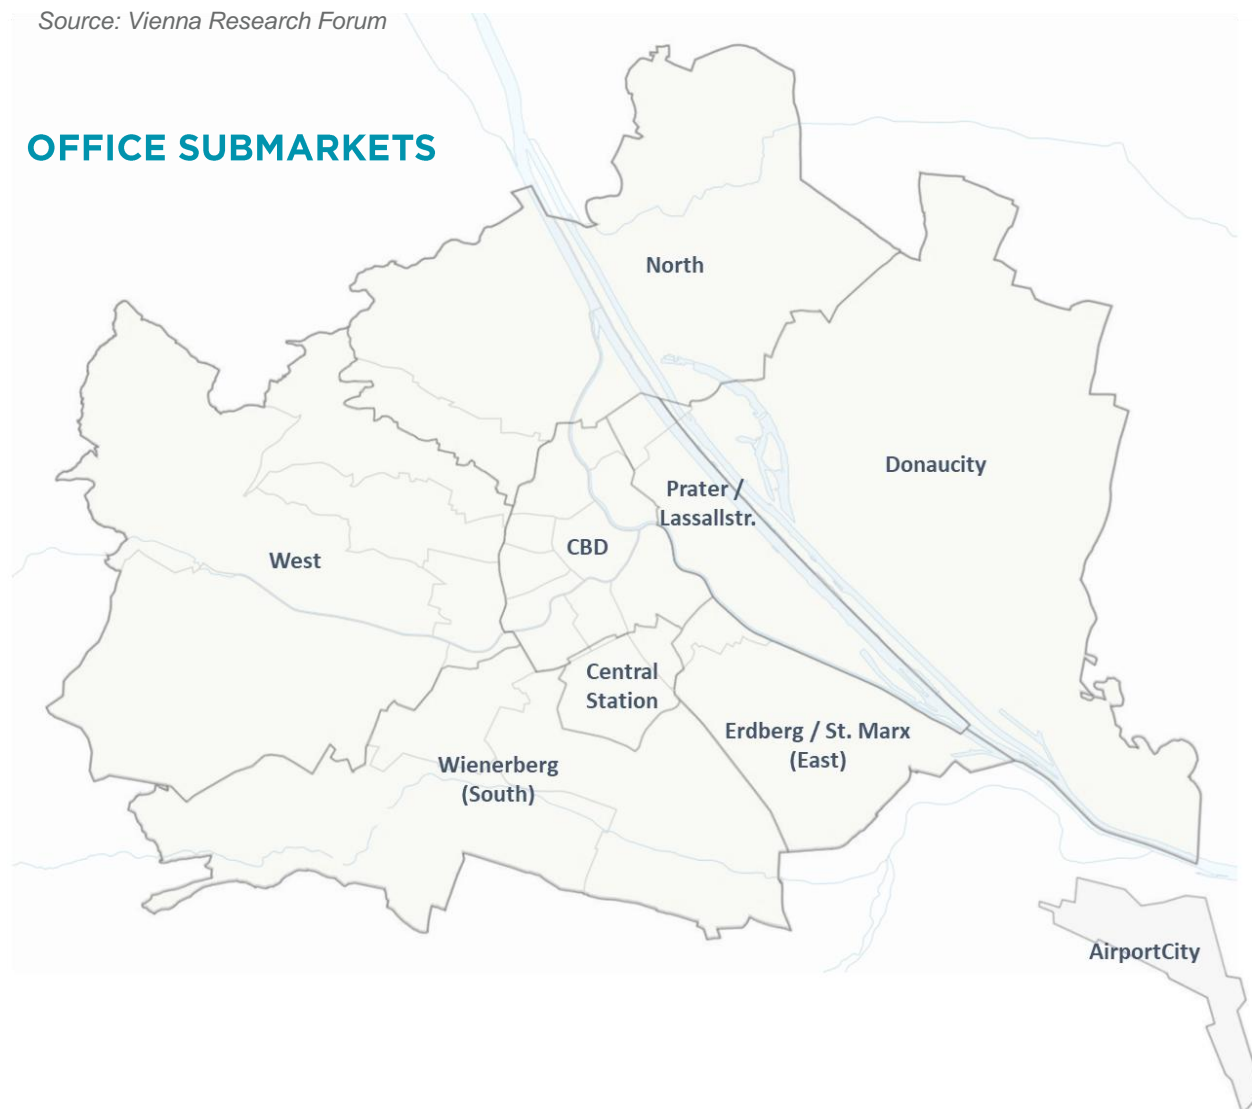 Source: Vienna Research Forum
OFFICE SUBMARKETS
North
Donaucity
Prater /
Lassallstr.
CBD
West
Central
Station
Erdberg / St. Marx
(East)
Wienerberg
(South)
AirportCity